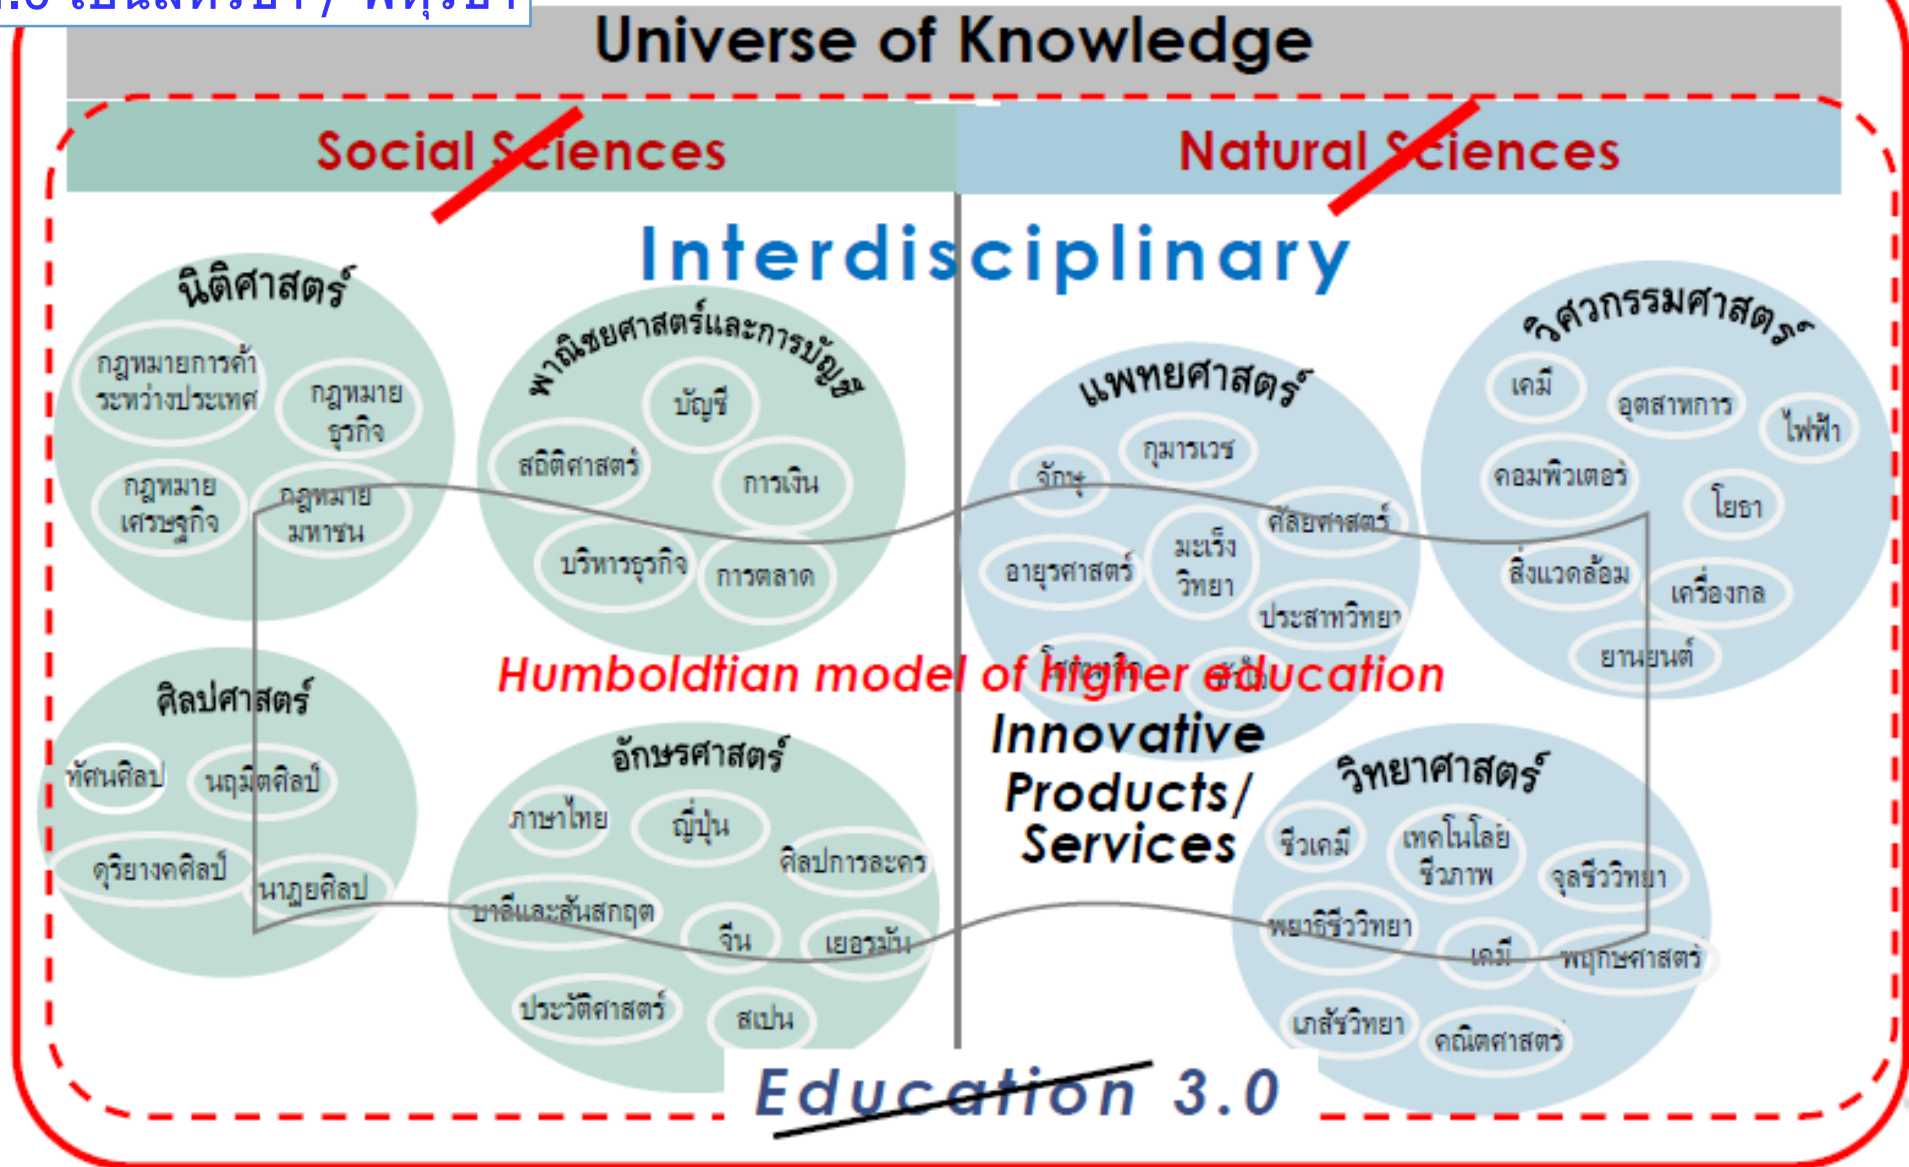 Universe of Knowledge
Social Sciences
Natural Sciences
Interdisciplinary
นิติศาสตร์
กฎหมายการค้า
ระหว่างประเทศ
กฎหมาย
ธุรกิจ
กฎหมาย
เศรษฐกิจ
กฎหมาย
มหาชน
พาณิชยศาสตร์และการบัญชี
บัญชี
สถิติศาสตร์
การเงิน
บริหารธุรกิจ
การตลาด
แพทยศาสตร์
กุมารเวช
จักษุ
ศัลยศาสตร์
มะเร็ง
วิทยา
อายุรศาสตร์
ประสาทวิทยา
วิศวกรรมศาสตร์
เคมี
อุตสาหการ
ไฟฟ้า
คอมพิวเตอร์
โยธา
สิ่งแวดล้อม
เครื่องกล
ยานยนต์
Humboldtian model of higher education
Innovative
Products/
Services
ศิลปศาสตร์
ทัศนศิลป
นฤมิตศิลป์
ดุริยางคศิลป์
นาฏยศิลป
อักษรศาสตร์
ภาษาไทย
ญี่ปุ่น
ศิลปการละคร
บาลีและสันสกฤต
จีน
เยอรมัน
ประวัติศาสตร์
สเปน
วิทยาศาสตร์
ชีวเคมี
เทคโนโลยี
ชีวภาพ
จุลชีววิทยา
พยาธิชีววิทยา
เคมี
พฤกษศาสตร์
เภสัชวิทยา
คณิตศาสตร์
Education 3.0